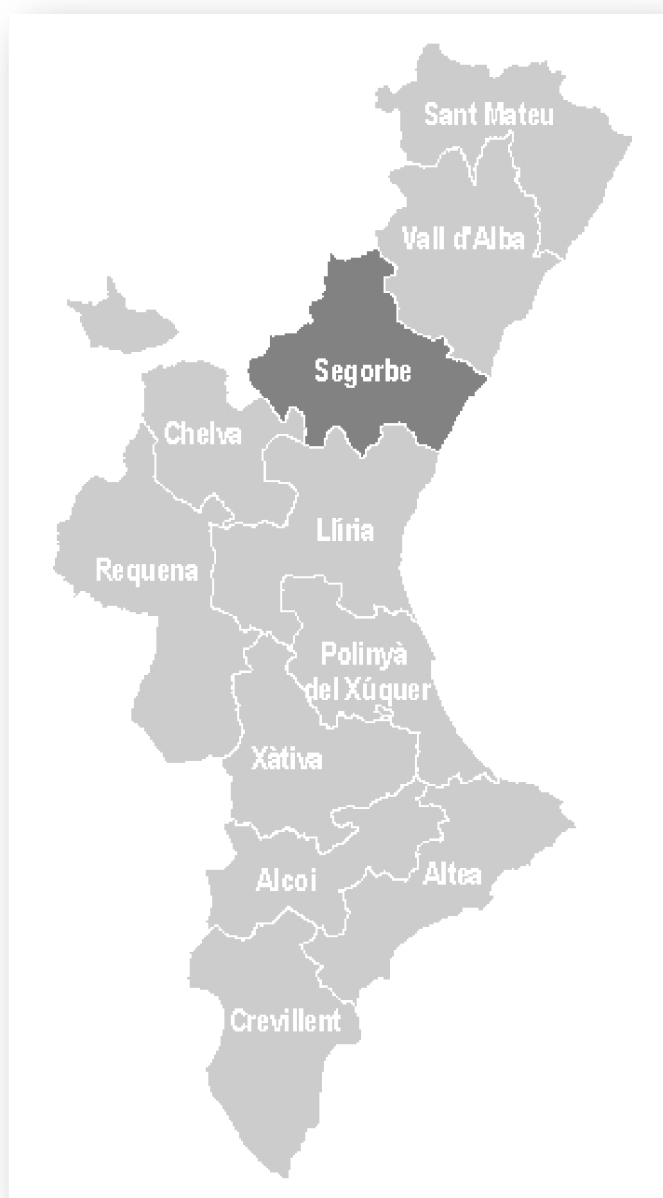 Sant Mateu
Vall d'Alba
Segorbe
Chelva
Llíria
Requena
Polinyà
del Xúquer
Xàtiva
Alcoi
Altea
Crevillent